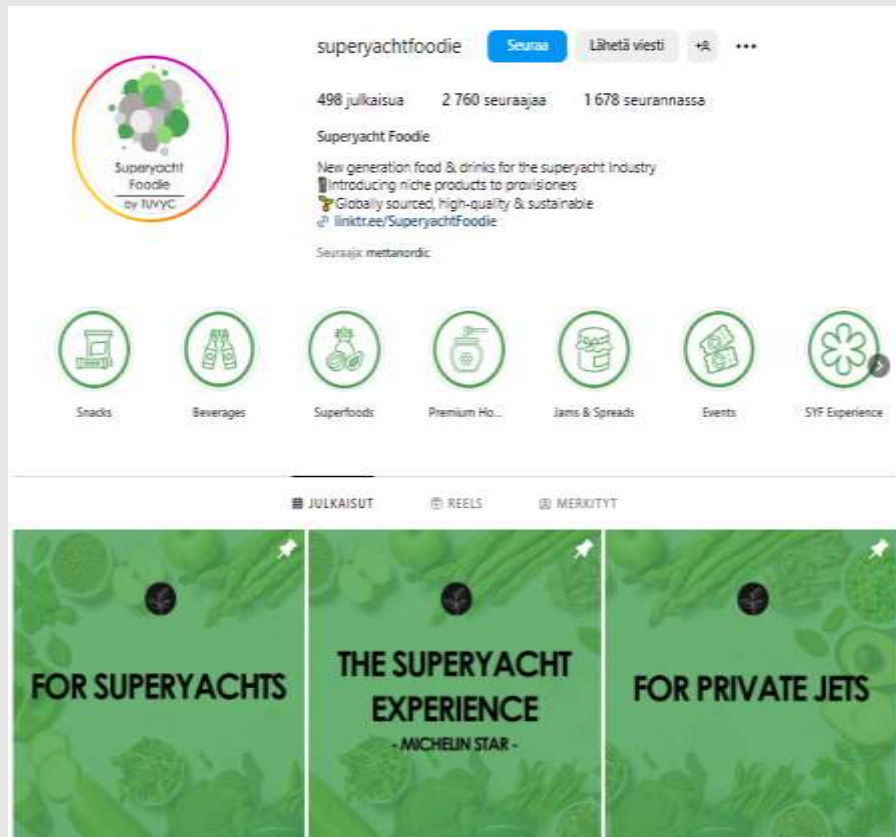 superyachtfoodie
Seuraa
Lähetä viesti
498 julkaisua
2 760 seuraajaa
1 678 seurannassa
Superyacht Foodie
New generation food & drinks for the superyacht industry
Introducing niche products to provisioners
Globally sourced, high-quality & sustainable
linktr.ee/SuperyachtFoodie
Seuraaja: mettanordic
Superyacht
Foodie
by TUVYC
Snacks
Beverages
Superfoods
Premium Ho...
Jams & Spreads
Events
SYF Experience
JULKAISUT
REELS
MERKITYT
FOR SUPERYACHTS
THE SUPERYACHT
EXPERIENCE
- MICHELIN STAR -
FOR PRIVATE JETS